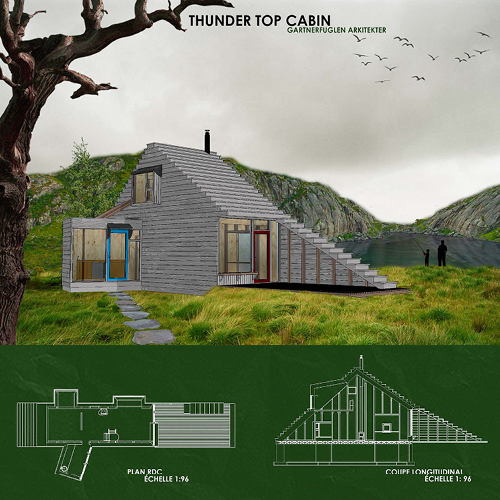 THUNDER TOP CABIN
GARTNERFUGLEN ARKITEKTER
PLAN RDC
ÉCHELLE 1:96
COUPE LONGITUDINAL
ÉCHELLE 1: 96